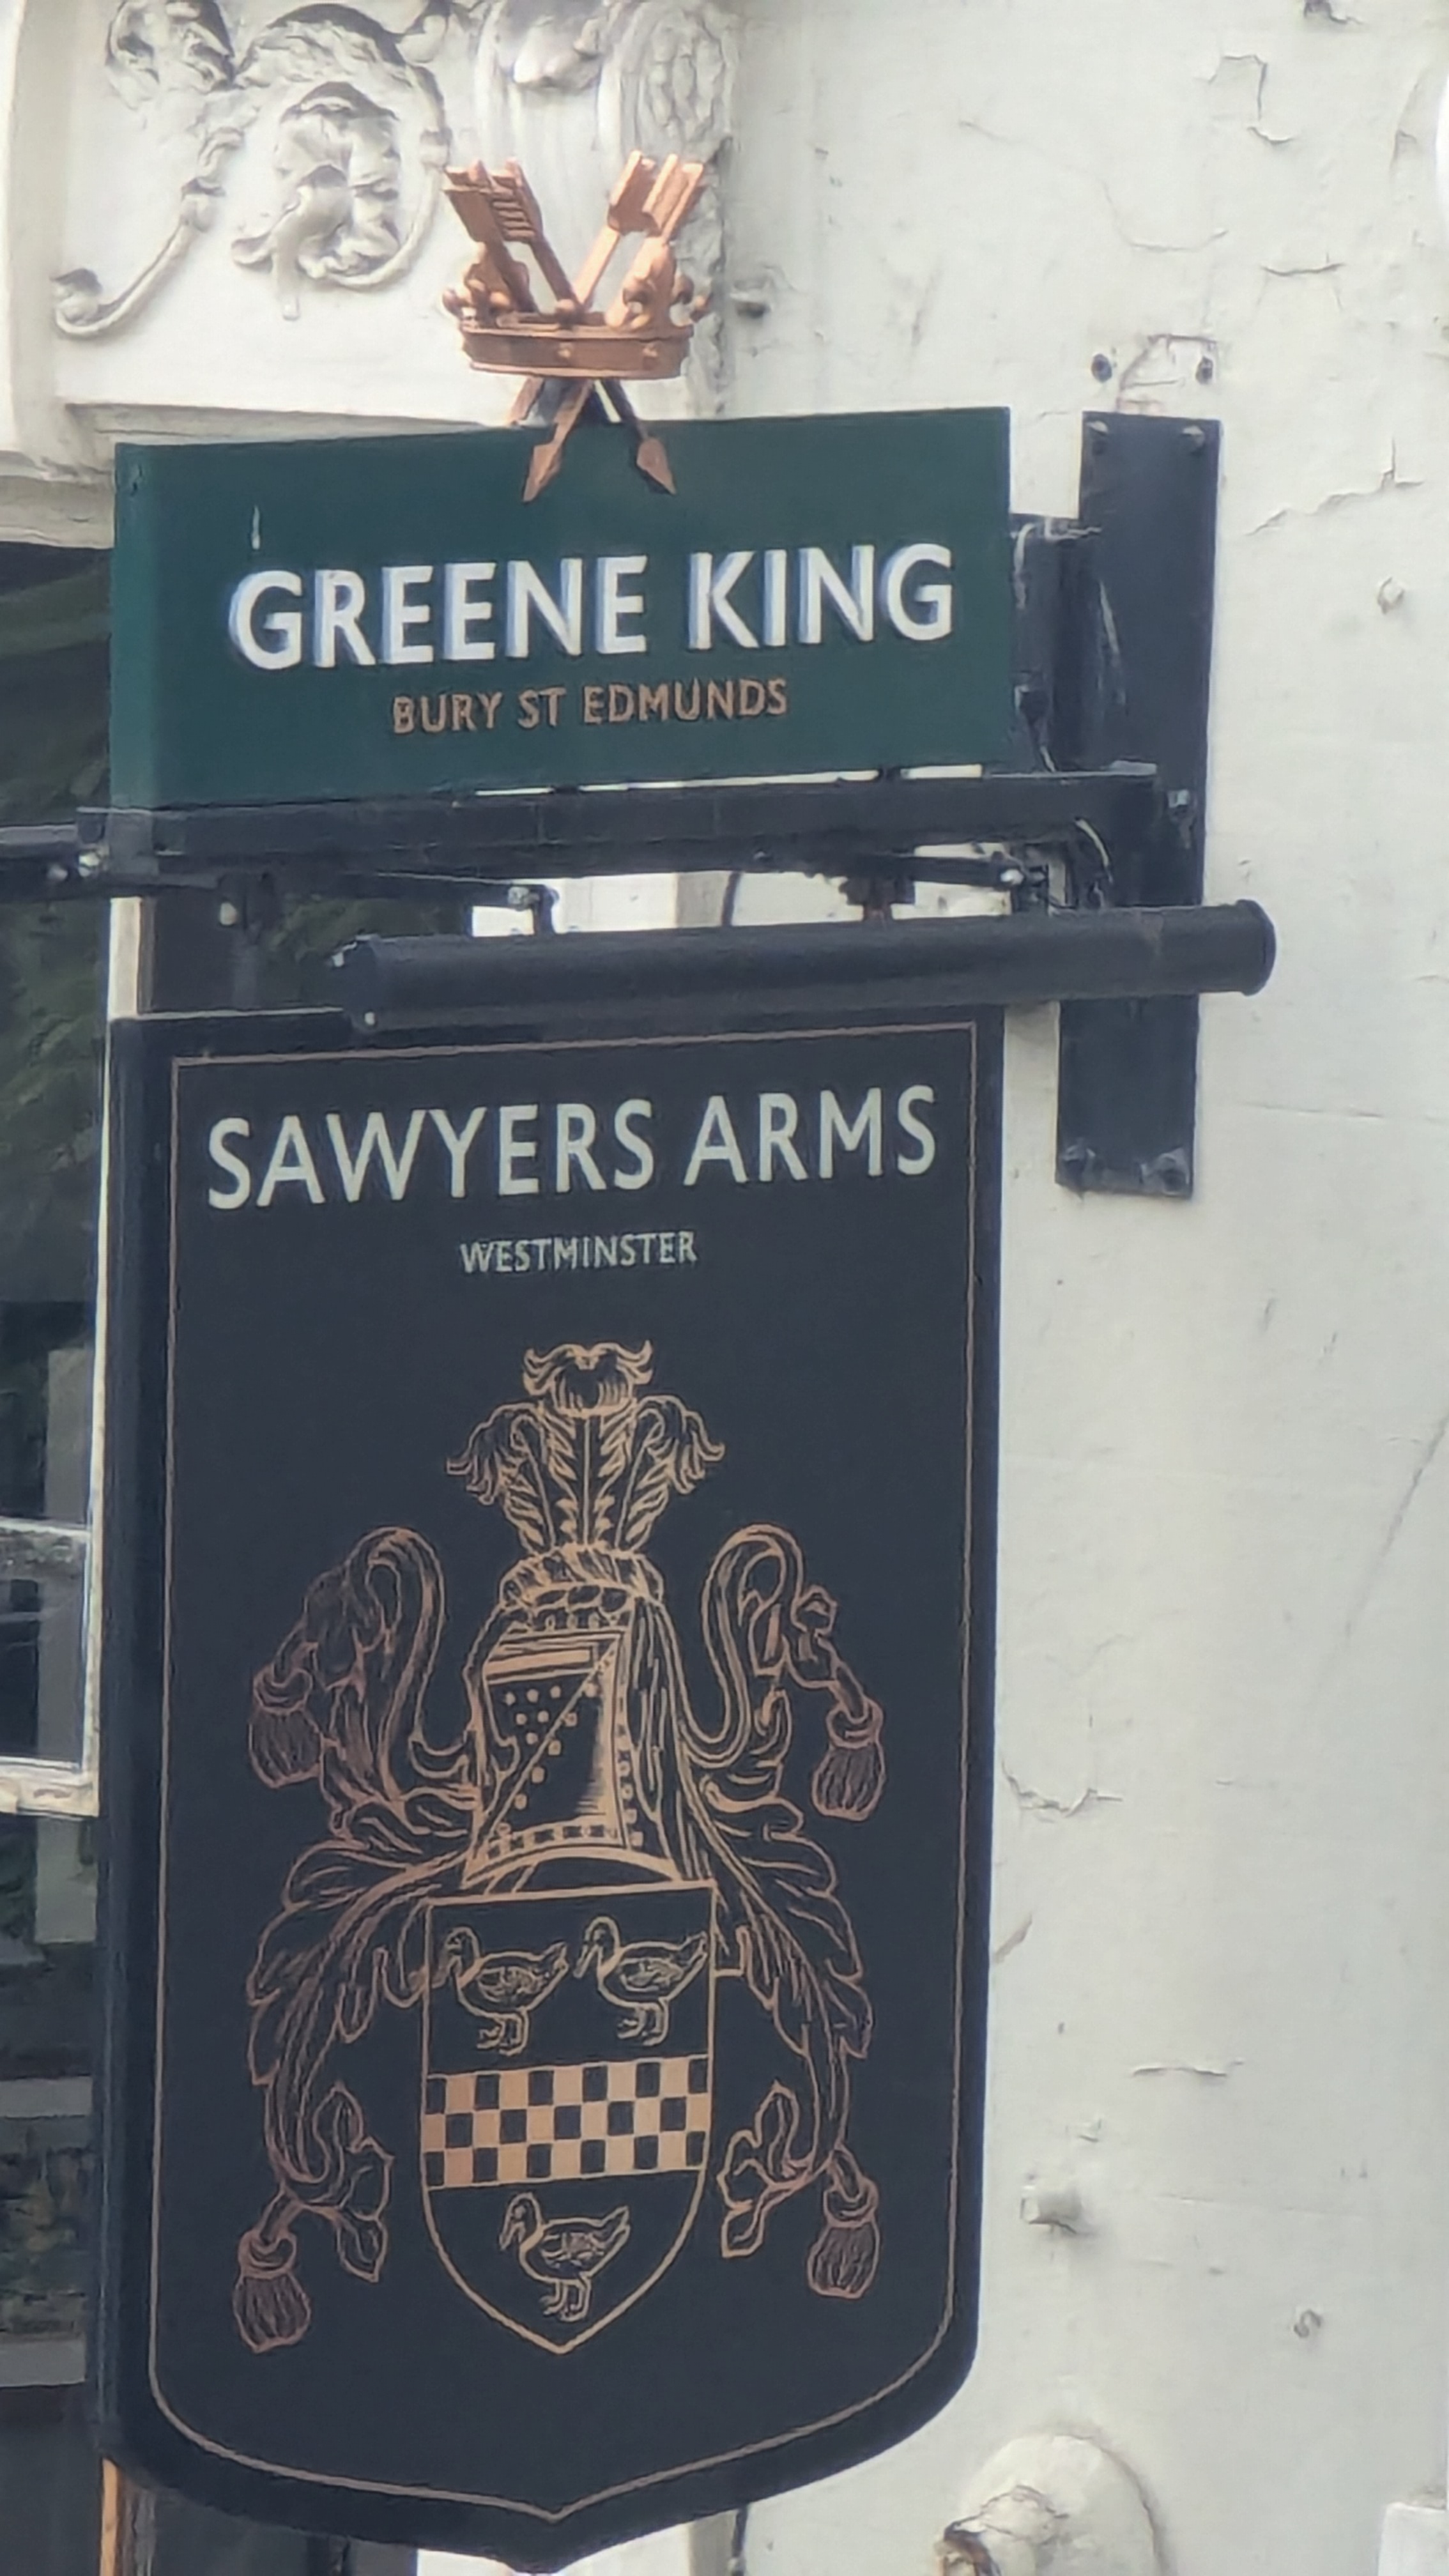 GREENE KING
BURY ST EDMUNDS
SAWYERS ARMS
WESTMINSTER